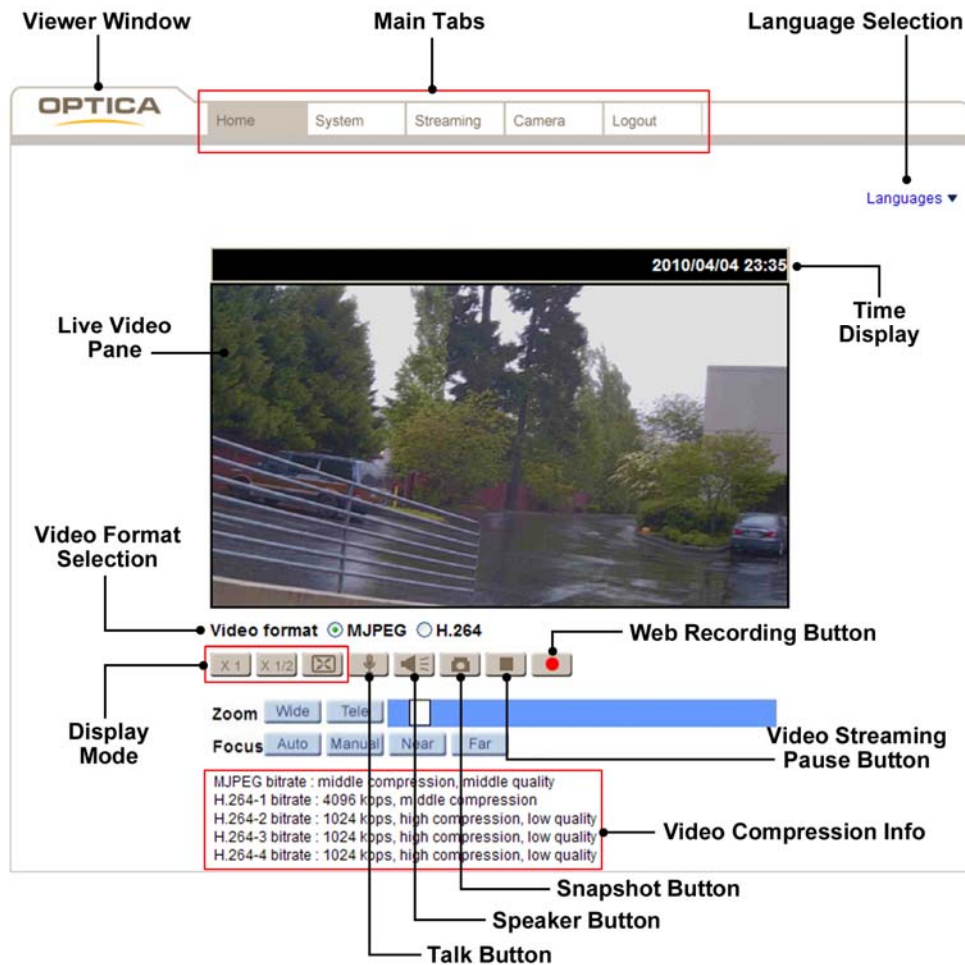 Viewer Window
Main Tabs
Language Selection
OPTICA
Home
System
Streaming
Camera
Logout
Languages ▼
2010/04/04 23:35
Time
Display
Live Video
Pane
Video Format
Selection
Video format MJPEG H.264
Web Recording Button
X 1
X 1/2
Display
Mode
Zoom Wide Tele
Focus Auto Manual Near Far
Video Streaming
Pause Button
MJPEG bitrate : middle compression, middle quality
H.264-1 bitrate : 4096 kbps, middle compression
H.264-2 bitrate : 1024 kbps, high compression, low quality
H.264-3 bitrate : 1024 kbps, high compression, low quality
H.264-4 bitrate : 1024 kbps, high compression, low quality
Video Compression Info
Snapshot Button
Speaker Button
Talk Button